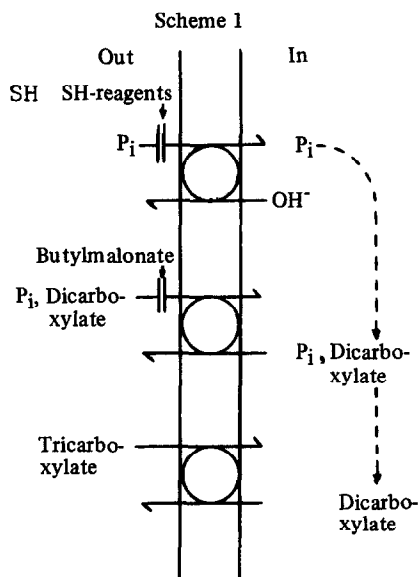 Scheme 1
Out In
SH SH-reagents
Pi Pi
OH-
Butylmalonate
Pi, Dicarbo-
xylate
Pi, Dicarbo-
xylate
Tricarbo-
xylate
Dicarbo-
xylate